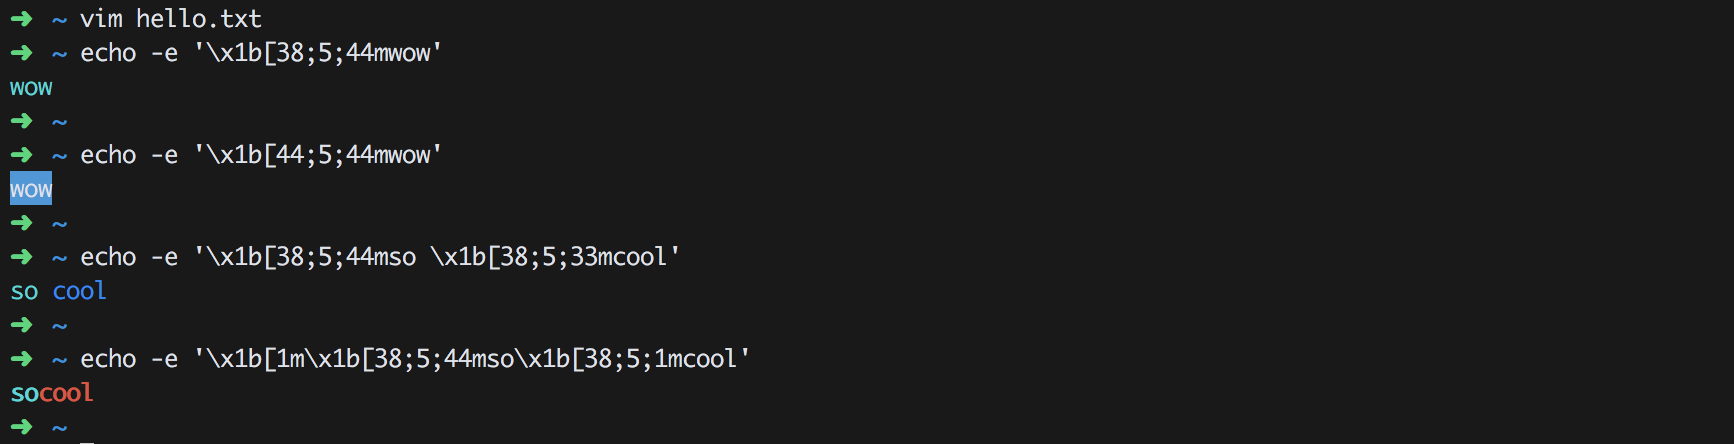 ➜ ~ vim hello.txt
➜ ~ echo -e '\x1b[38;5;44mwow'
wow
➜ ~
➜ ~ echo -e '\x1b[44;5;44mwow'
wow
➜ ~
➜ ~ echo -e '\x1b[38;5;44mso \x1b[38;5;33mcool'
so cool
➜ ~
➜ ~ echo -e '\x1b[1m\x1b[38;5;44mso\x1b[38;5;1mcool'
socool
➜ ~